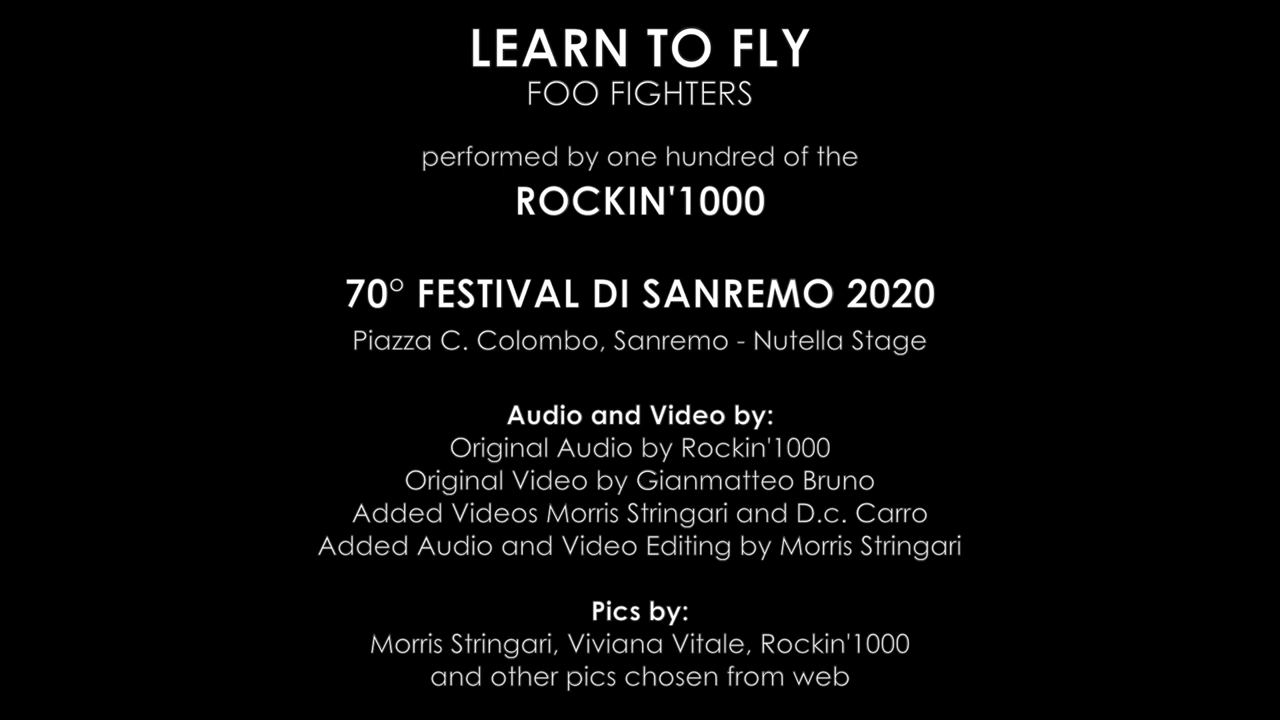 LEARN TO FLY
FOO FIGHTERS
performed by one hundred of the
ROCKIN'1000
70° FESTIVAL DI SANREMO 2020
Piazza C. Colombo, Sanremo - Nutella Stage
Audio and Video by:
Original Audio by Rockin'1000
Original Video by Gianmatteo Bruno
Added Videos Morris Stringari and D.c. Carro
Added Audio and Video Editing by Morris Stringari
Pics by:
Morris Stringari, Viviana Vitale, Rockin'1000
and other pics chosen from web